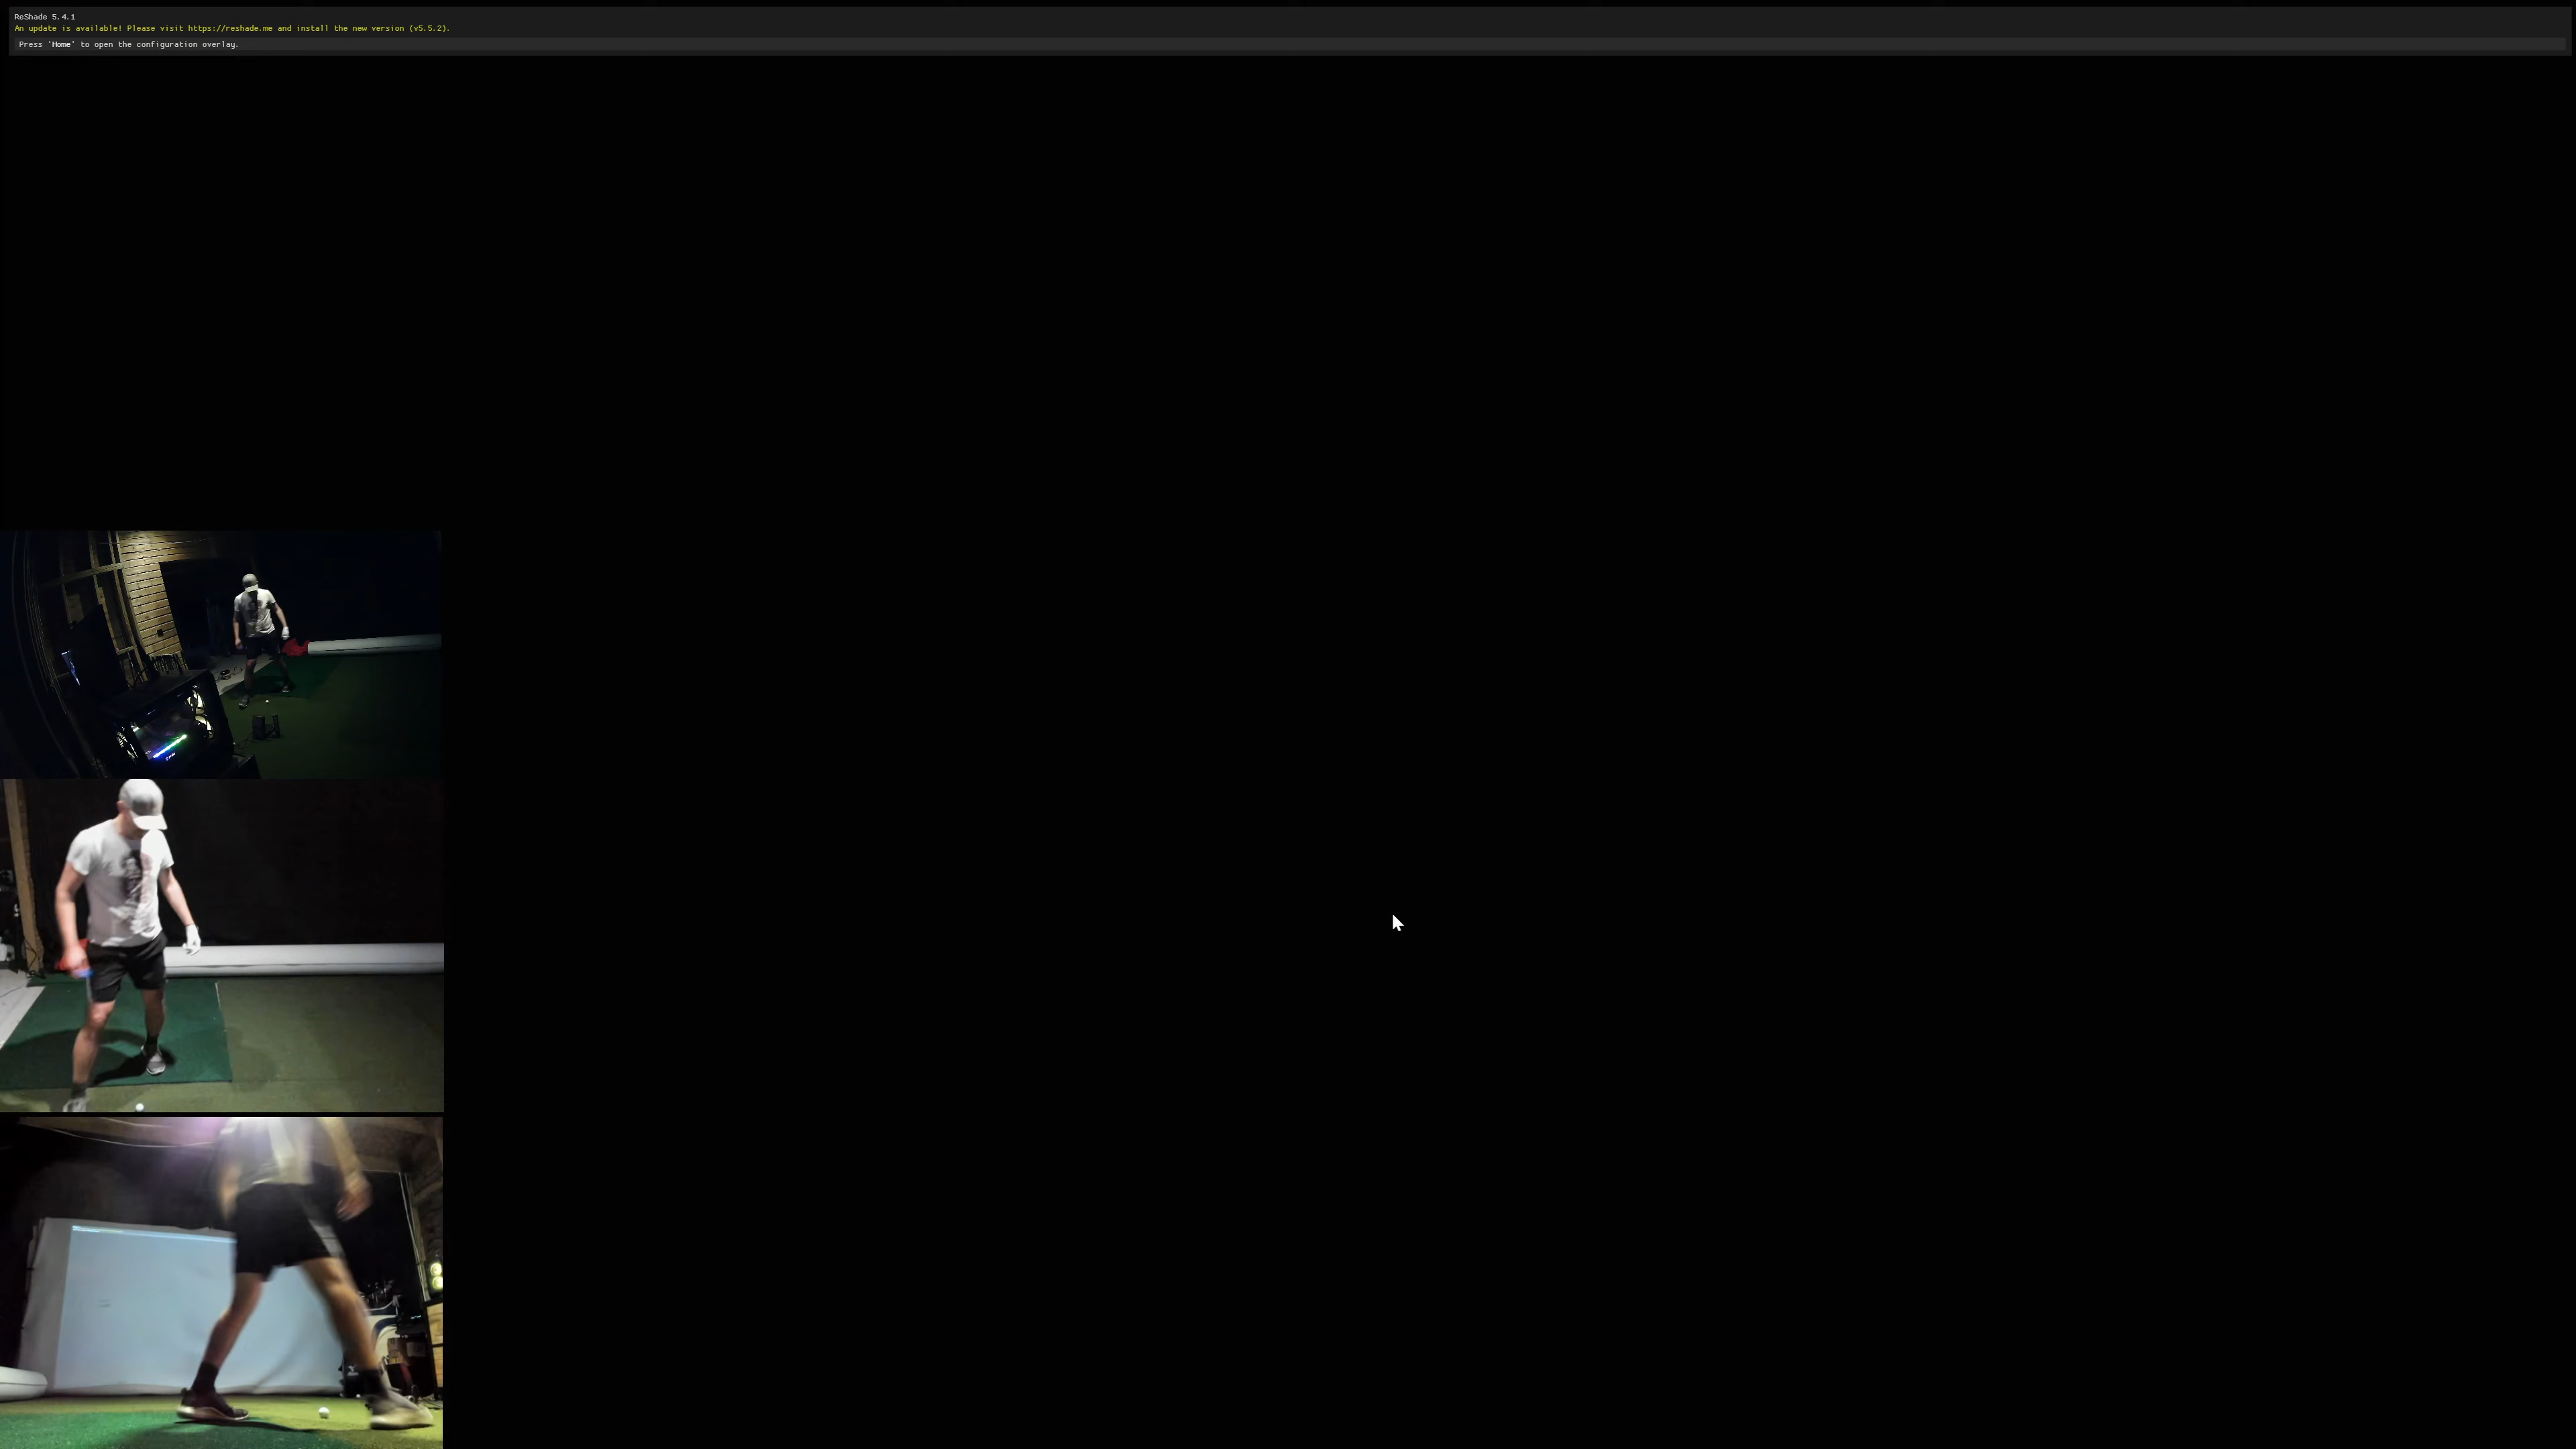 ReShade 5.4.1
An update is available! Please visit https://reshade.me and install the new version (v5.5.2).
Press 'Home' to open the configuration overlay.